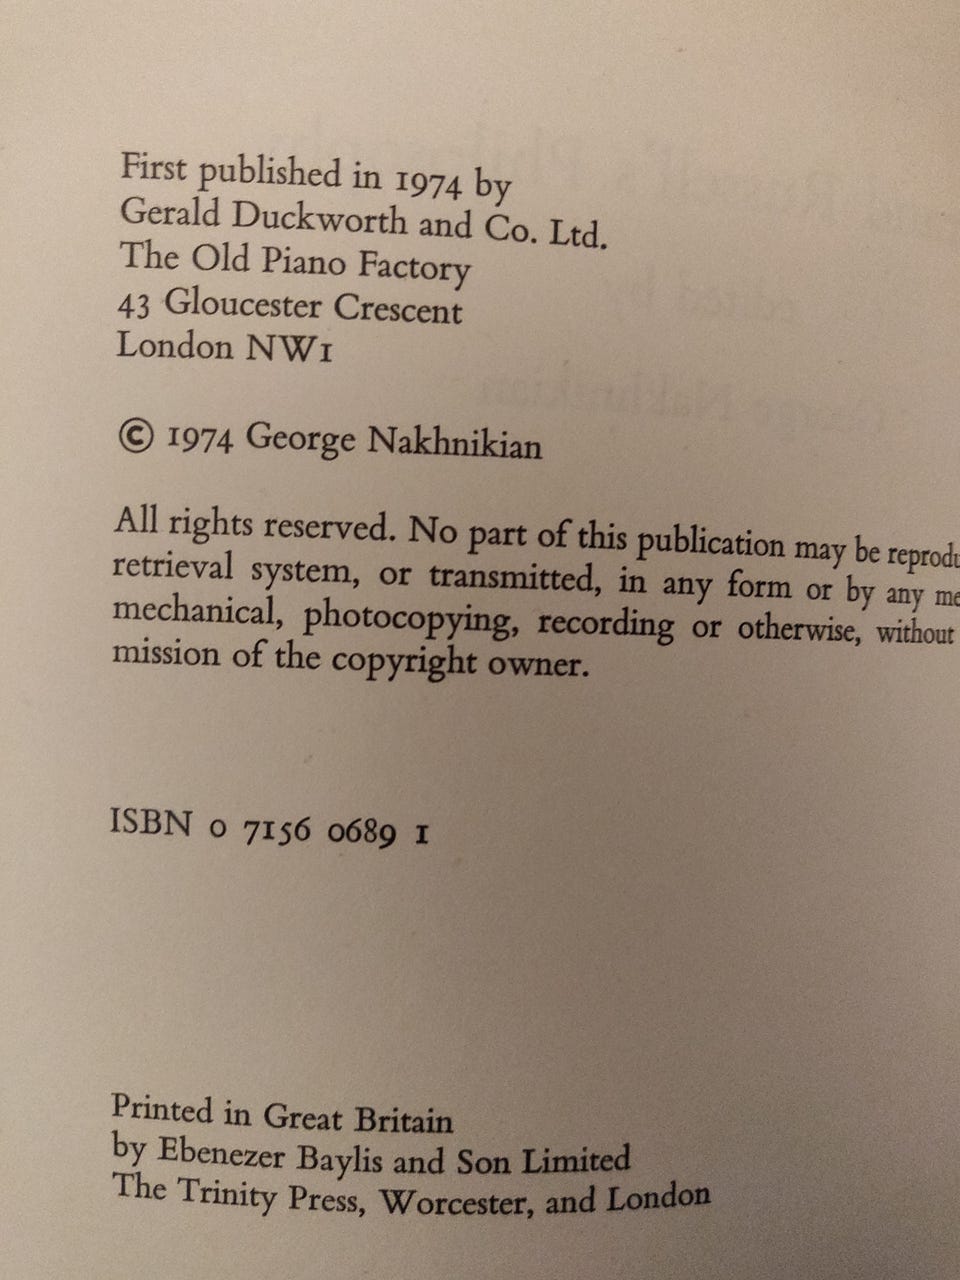 First published in 1974 by
Gerald Duckworth and Co. Ltd.
The Old Piano Factory
43 Gloucester Crescent
London NW1
© 1974 George Nakhnikian
All rights reserved. No part of this publication may be
retrieval system, or transmitted, in any form or by any
mechanical, photocopying, recording or otherwise, without
mission of the copyright owner.
ISBN 0 7156 0689 1
Printed in Great Britain
by Ebenezer Baylis and Son Limited
The Trinity Press, Worcester, and London